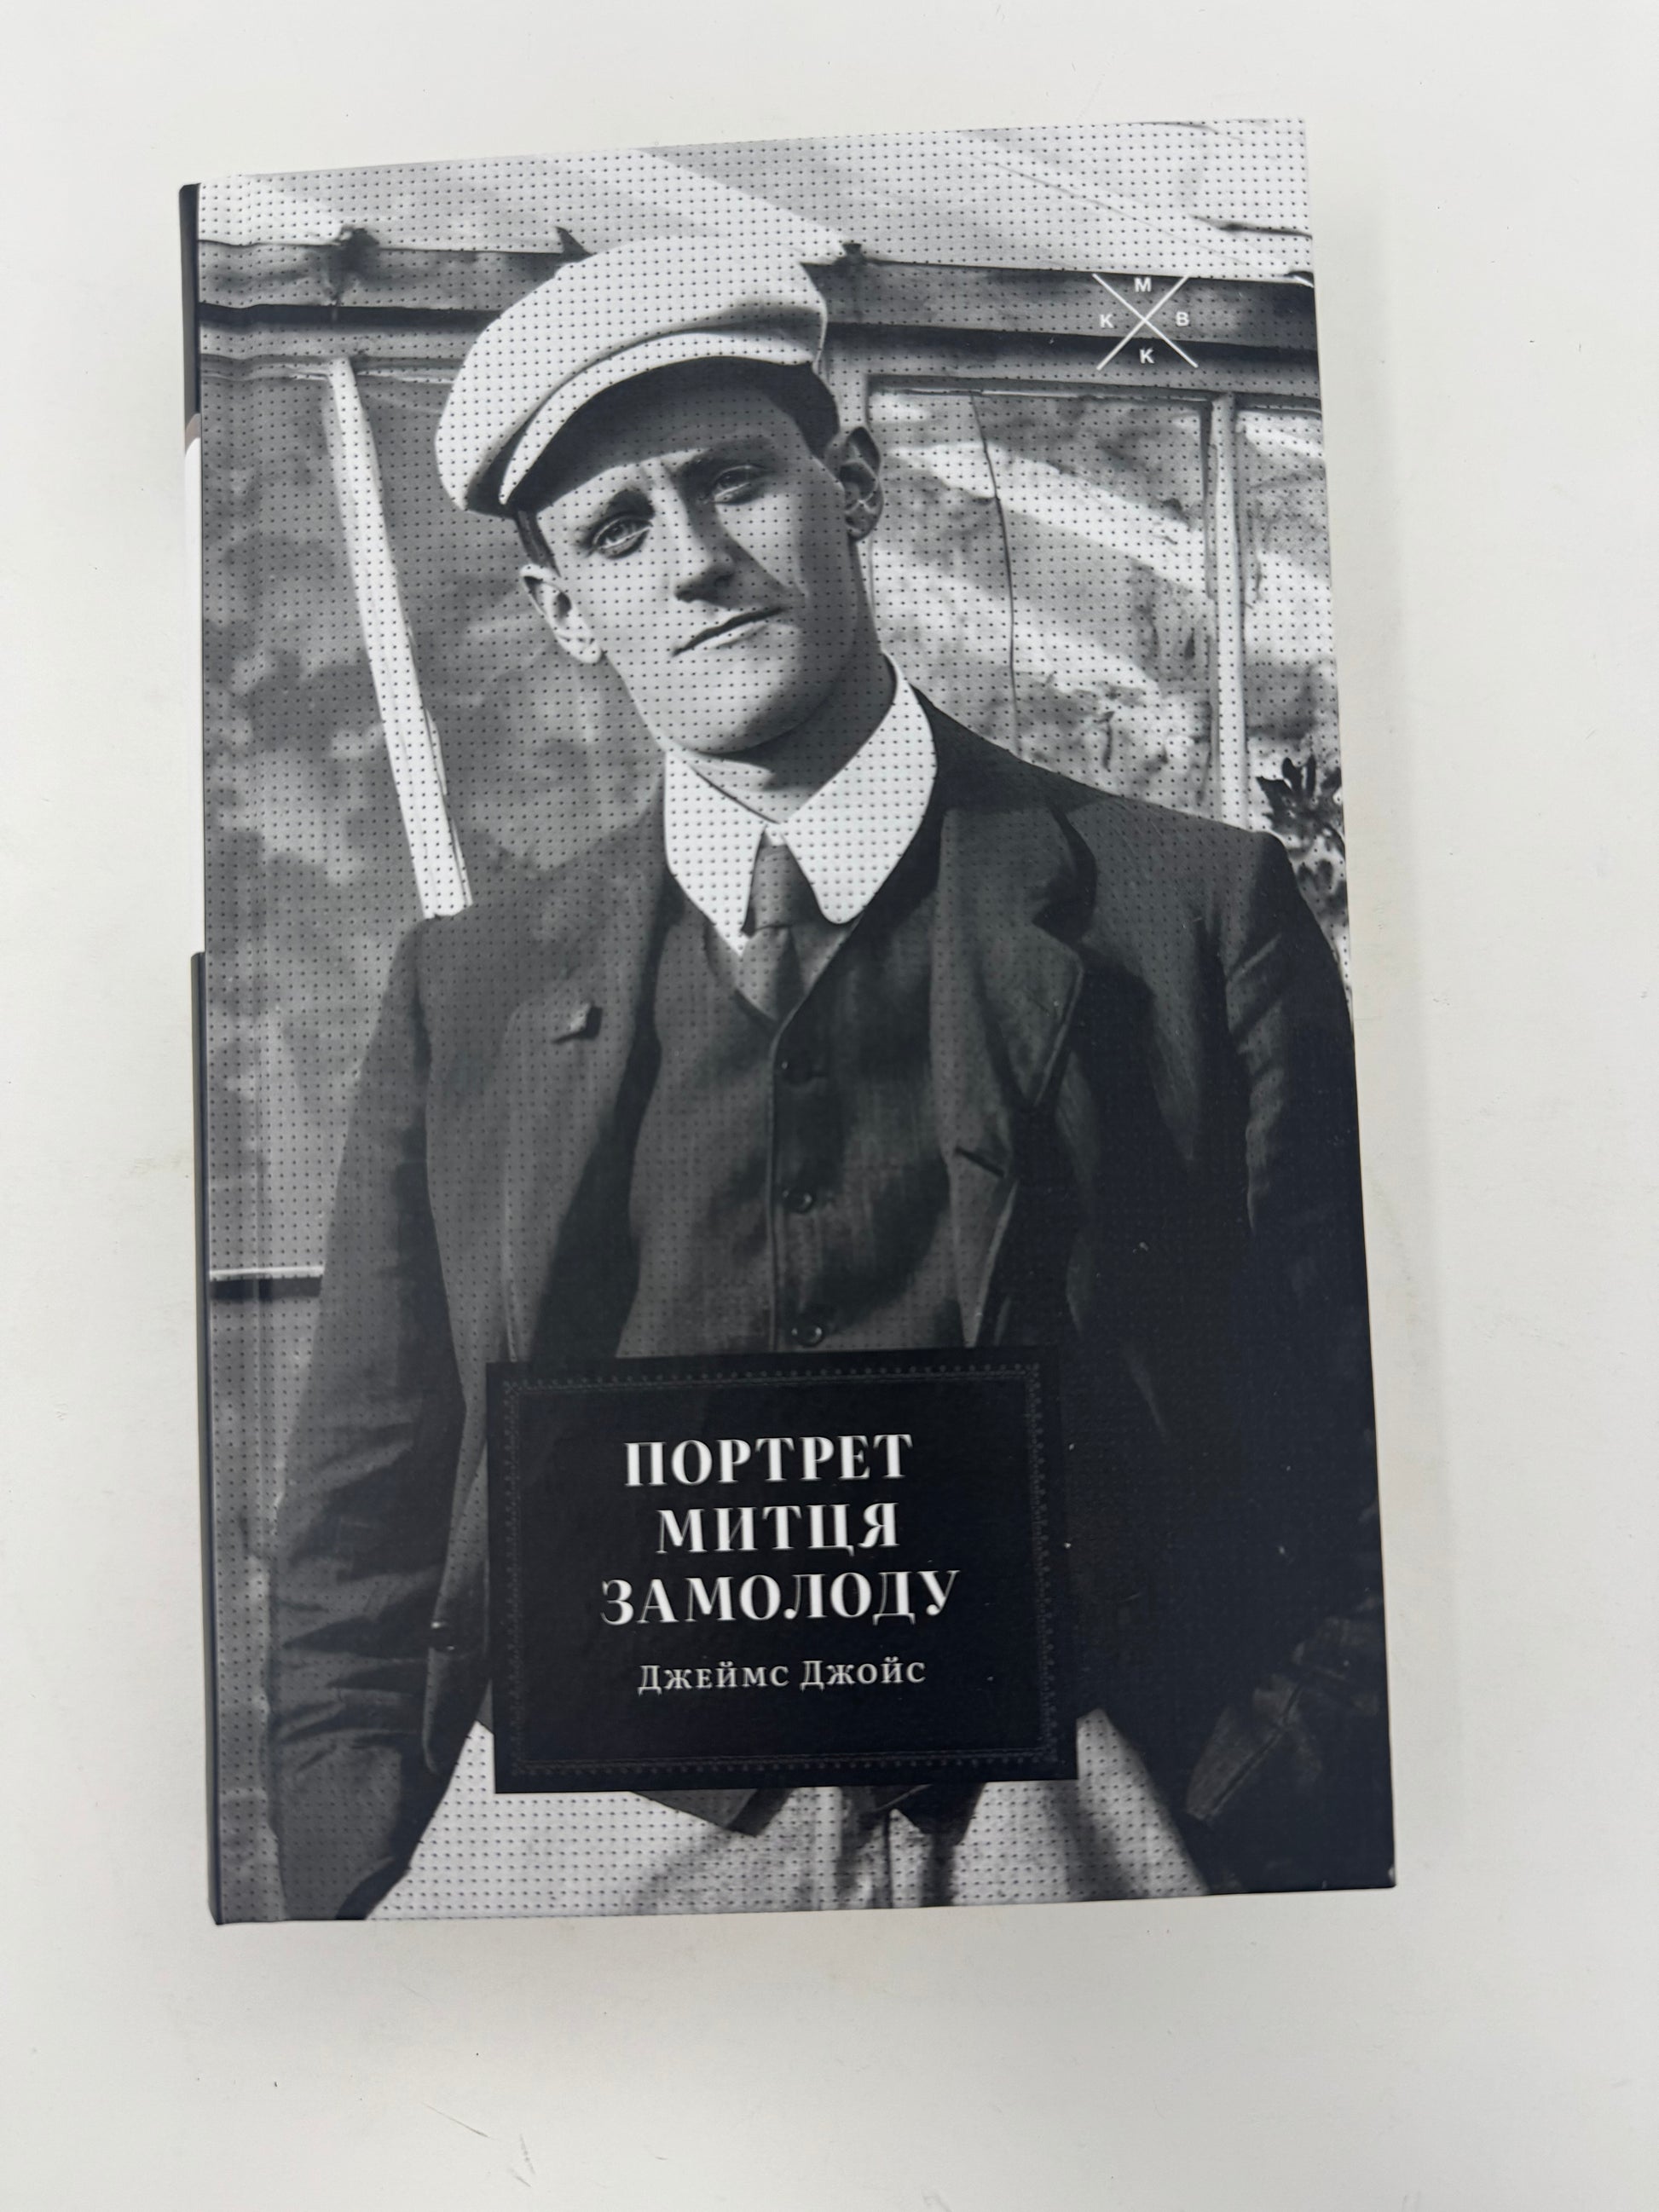 М
К В
К
ПОРТРЕТ
МИТЦЯ
ЗАМОЛОДУ
Джеймс Джойс